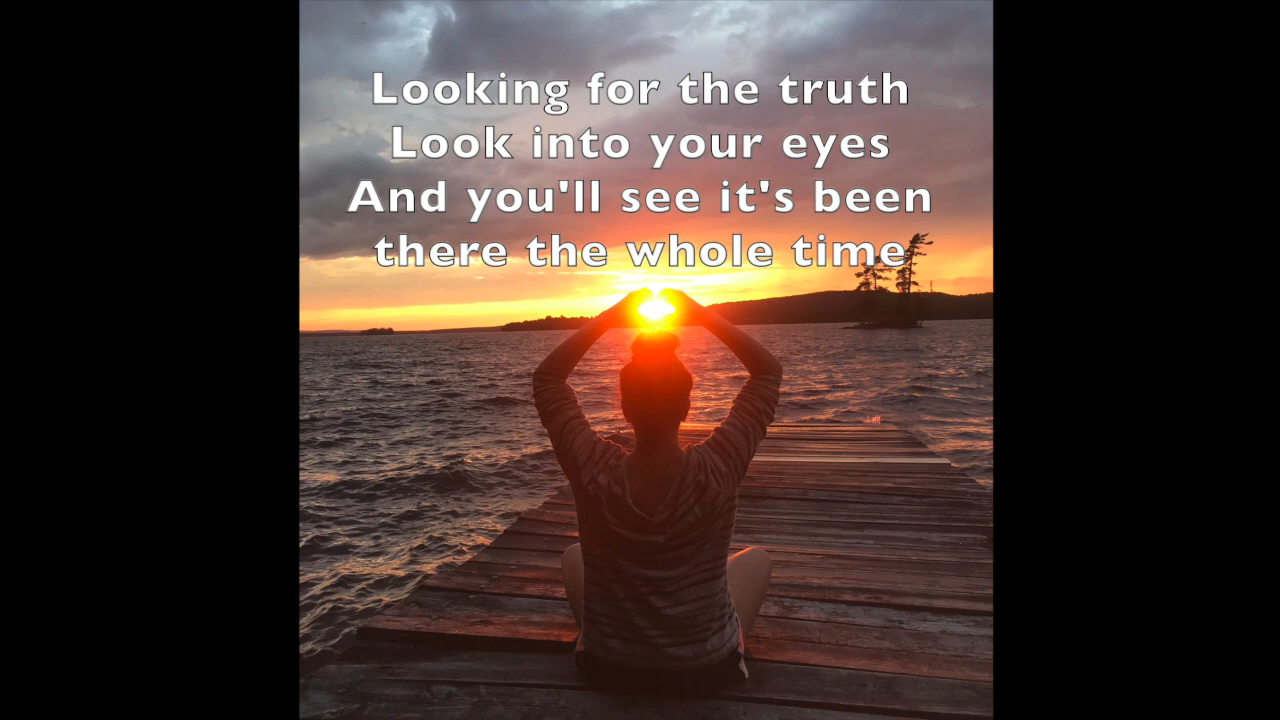 Looking for the truth
Look into your eyes
And you'll see it's been
there the whole time